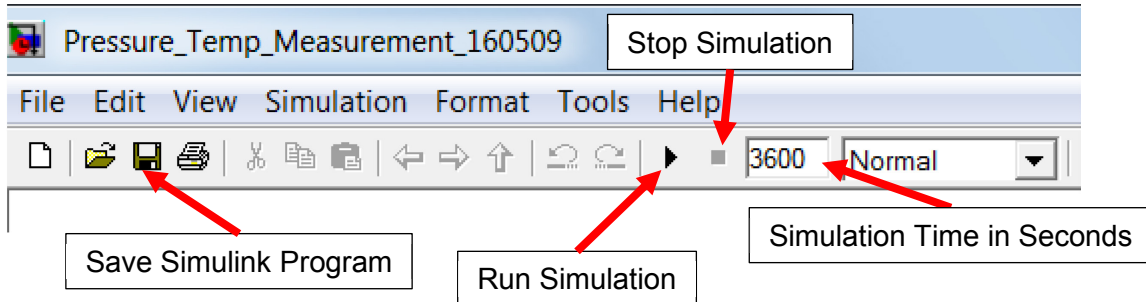 Pressure_Temp_Measurement_160509
Stop Simulation
File Edit View Simulation Format Tools Help
3600 Normal
Simulation Time in Seconds
Save Simulink Program
Run Simulation